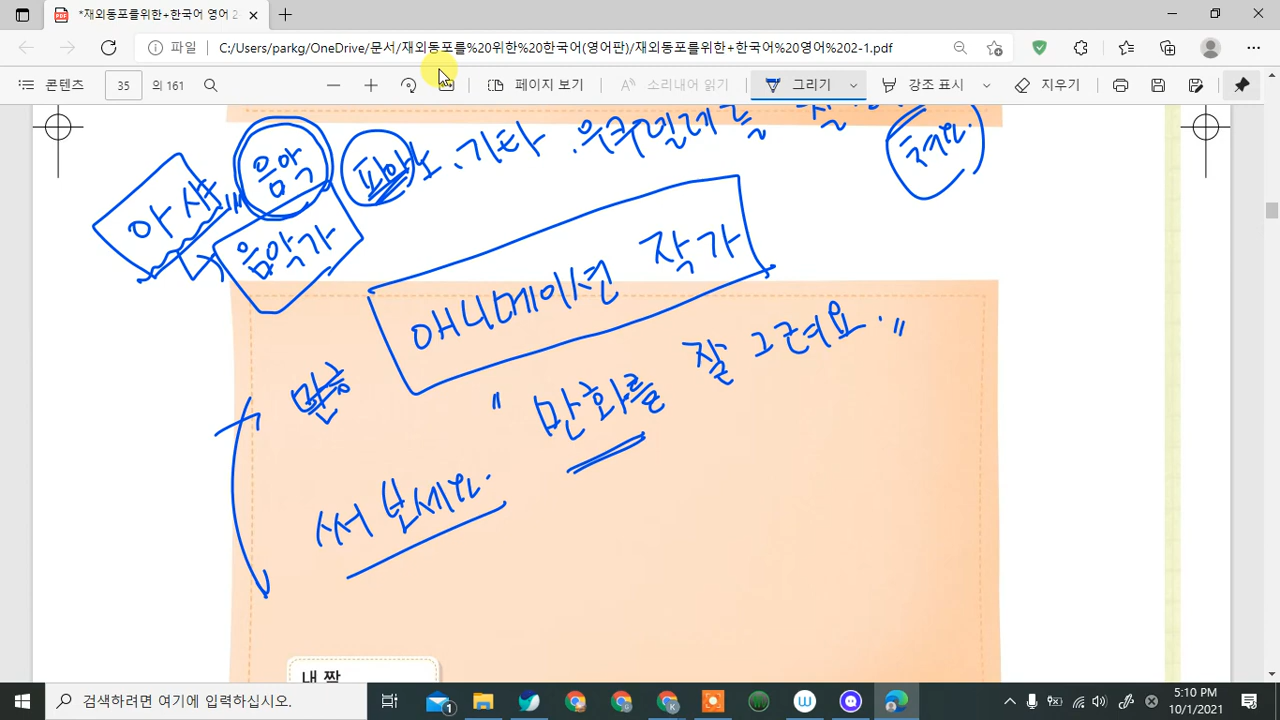 *재외동포를위한+한국어 영어 2
파일 C:/Users/parkg/OneDrive/문서/재외동포를%20위한%20한국어(영어판)/재외동포를위한+한국어%20영어%202-1.pdf
콘텐츠 35 의 161 페이지 보기 소리내어 읽기 그리기 강조 표시 지우기
음악 피아노, 기타, 우쿠렐레를
음악가
애니메이션 작가
"만화를 잘 그려요."
써 보세요.
내 짝
검색하려면 여기에 입력하십시오. 1 W 5:10 PM
10/1/2021